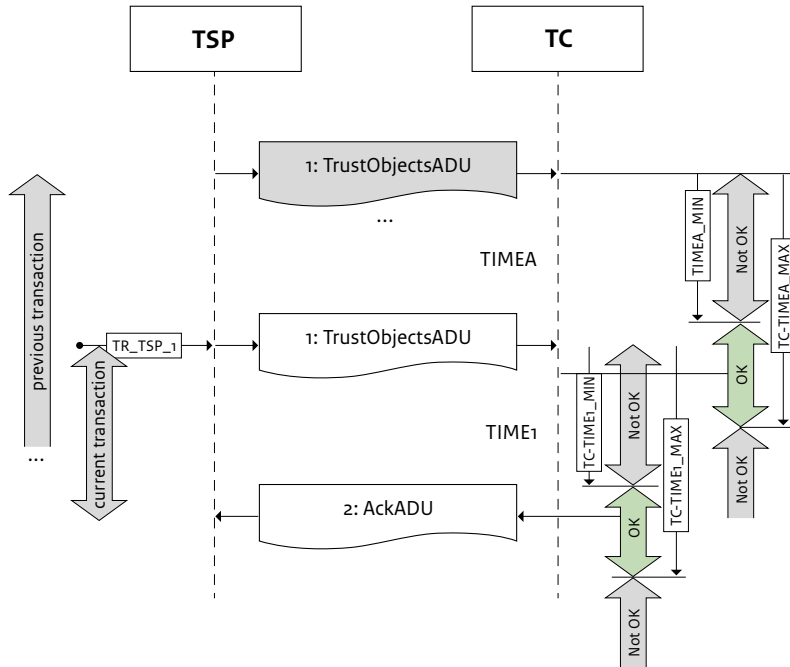 TSP
TC
1: TrustObjectsADU
...
TIMEA
TIMEA_MIN
Not OK
TC-TIMEA_MAX
previous transaction
TR_TSP_1
1: TrustObjectsADU
OK
...
current transaction
TIME1
TC-TIME1_MIN
Not OK
TC-TIME1_MAX
Not OK
2: AckADU
OK
Not OK